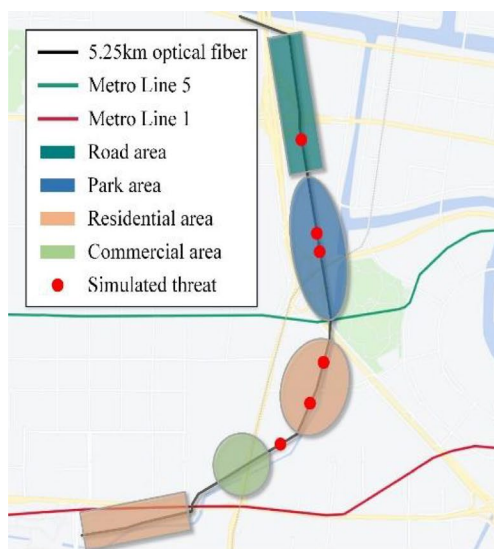 5.25km optical fiber
Metro Line 5
Metro Line 1
Road area
Park area
Residential area
Commercial area
Simulated threat